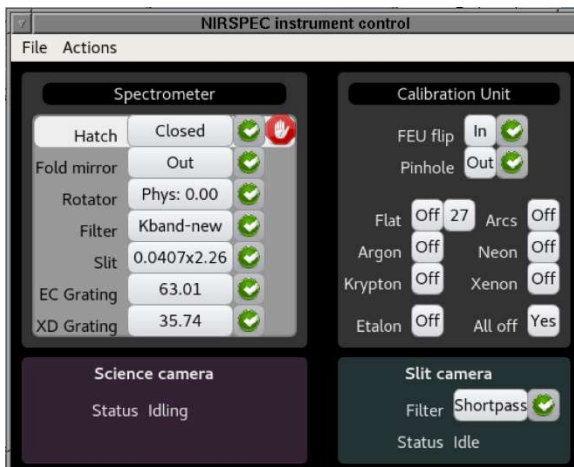 NIRSPEC instrument control
File Actions
Spectrometer
Hatch Closed
Fold mirror Out
Rotator Phys: 0.00
Filter Kband-new
Slit 0.0407x2.26
EC Grating 63.01
XD Grating 35.74
Calibration Unit
FEU flip In
Pinhole Out
Flat Off 27 Arcs Off
Argon Off Neon Off
Krypton Off Xenon Off
Etalon Off All off Yes
Science camera
Status Idling
Slit camera
Filter Shortpass
Status Idle